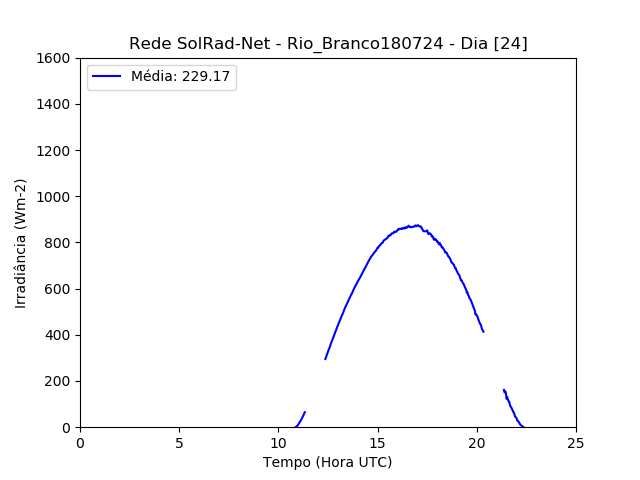 Rede SolRad-Net - Rio_Branco180724 - Dia [24]
Média: 229.17
1600
1400
1200
1000
800
600
400
200
0
Irradiância (Wm-2)
0 5 10 15 20 25
Tempo (Hora UTC)